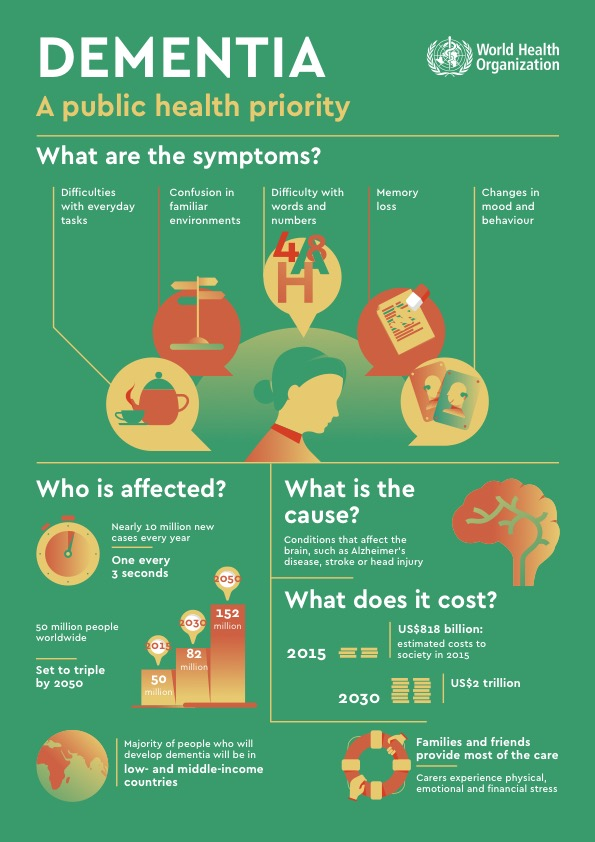 DEMENTIA
World Health
Organization
A public health priority
What are the symptoms?
Difficulties
with everyday
tasks
Confusion in
familiar
environments
Difficulty with
words and
numbers
Memory
loss
Changes in
mood and
behaviour
4 8
A
H
Who is affected?
Nearly 10 million new
cases every year
One every
3 seconds
50 million people
worldwide
Set to triple
by 2050
2015
50
million
2030
82
million
2050
152
million
Majority of people who will
develop dementia will be in
low- and middle-income
countries
What is the
cause?
Conditions that affect the
brain, such as Alzheimer's
disease, stroke or head injury
What does it cost?
2015
US$818 billion:
estimated costs to
society in 2015
2030
US$2 trillion
Families and friends
provide most of the care
Carers experience physical,
emotional and financial stress